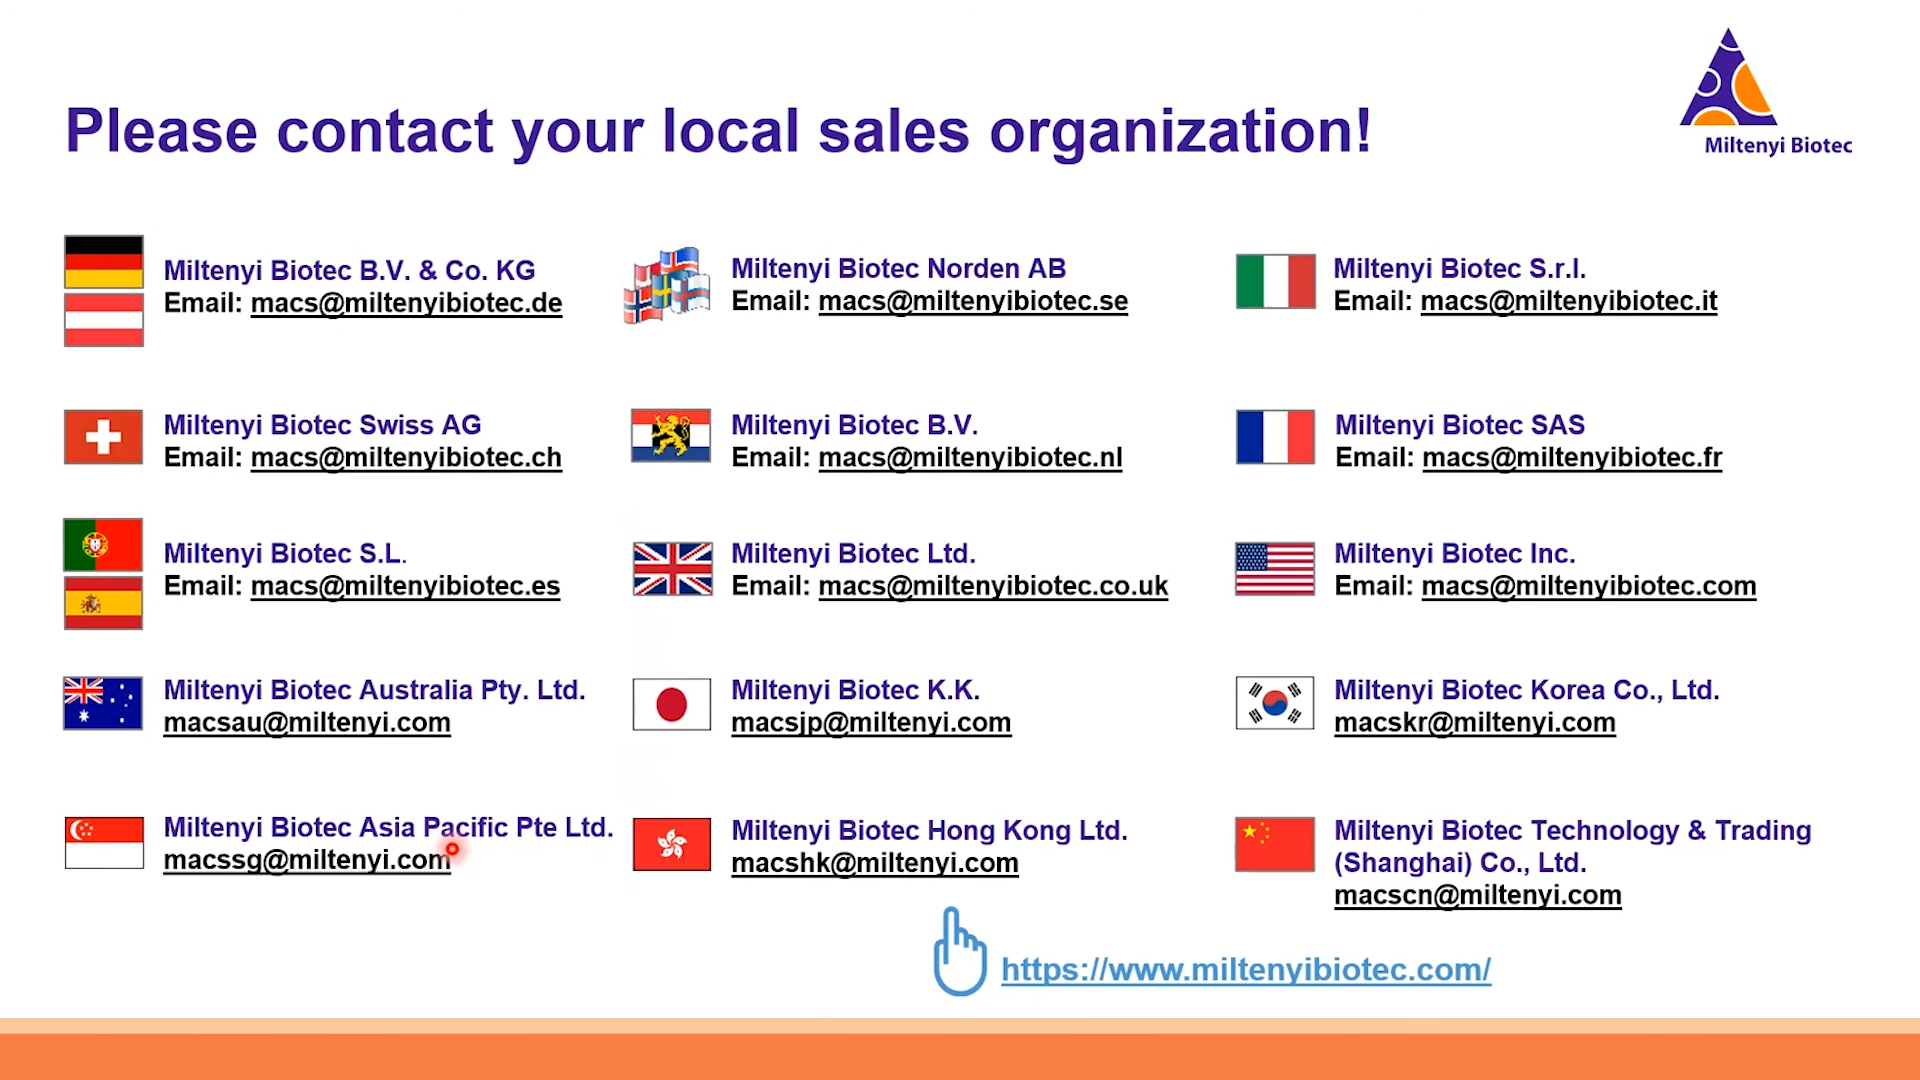 Please contact your local sales organization!
Miltenyi Biotec
Miltenyi Biotec B.V. & Co. KG
Email: macs@miltenyibiotec.de
Miltenyi Biotec Norden AB
Email: macs@miltenyibiotec.se
Miltenyi Biotec S.r.l.
Email: macs@miltenyibiotec.it
Miltenyi Biotec Swiss AG
Email: macs@miltenyibiotec.ch
Miltenyi Biotec B.V.
Email: macs@miltenyibiotec.nl
Miltenyi Biotec SAS
Email: macs@miltenyibiotec.fr
Miltenyi Biotec S.L.
Email: macs@miltenyibiotec.es
Miltenyi Biotec Ltd.
Email: macs@miltenyibiotec.co.uk
Miltenyi Biotec Inc.
Email: macs@miltenyibiotec.com
Miltenyi Biotec Australia Pty. Ltd.
macsau@miltenyi.com
Miltenyi Biotec K.K.
macsjp@miltenyi.com
Miltenyi Biotec Korea Co., Ltd.
macskr@miltenyi.com
Miltenyi Biotec Asia Pacific Pte Ltd.
macssg@miltenyi.com
Miltenyi Biotec Hong Kong Ltd.
macshk@miltenyi.com
Miltenyi Biotec Technology & Trading
(Shanghai) Co., Ltd.
macscn@miltenyi.com
https://www.miltenyibiotec.com/